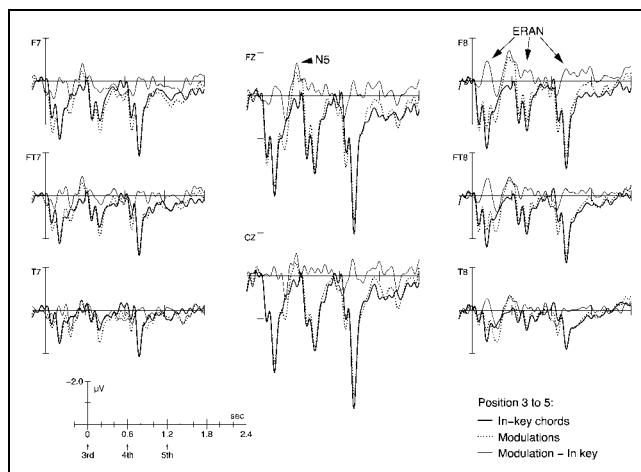 F7
FZ
N5
F8
ERAN
FT7
FT8
T7
CZ
T8
−2.0
μV
sec
0 0.6 1.2 1.8 2.4
3rd 4th 5th
Position 3 to 5:
In-key chords
Modulations
Modulation − In key